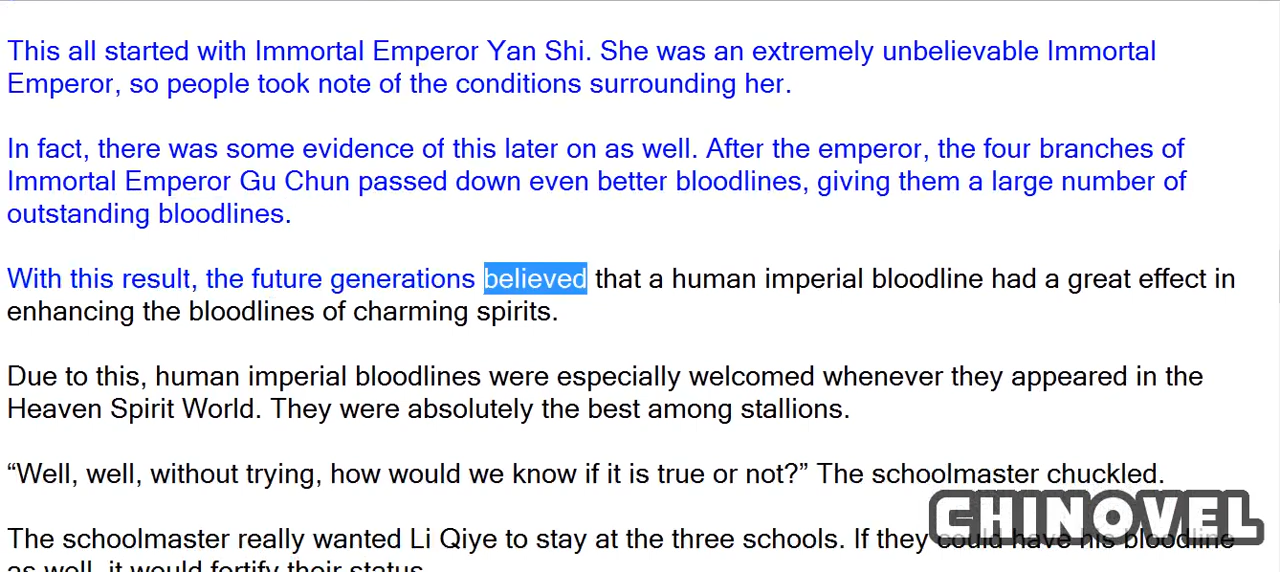 This all started with Immortal Emperor Yan Shi. She was an extremely unbelievable Immortal
Emperor, so people took note of the conditions surrounding her.
In fact, there was some evidence of this later on as well. After the emperor, the four branches of
Immortal Emperor Gu Chun passed down even better bloodlines, giving them a large number of
outstanding bloodlines.
With this result, the future generations believed that a human imperial bloodline had a great effect in
enhancing the bloodlines of charming spirits.
Due to this, human imperial bloodlines were especially welcomed whenever they appeared in the
Heaven Spirit World. They were absolutely the best among stallions.
“Well, well, without trying, how would we know if it is true or not?” The schoolmaster chuckled.
CHINOVEL
The schoolmaster really wanted Li Qiye to stay at the three schools. If they could have his bloodline
as well, it would fortify their status.